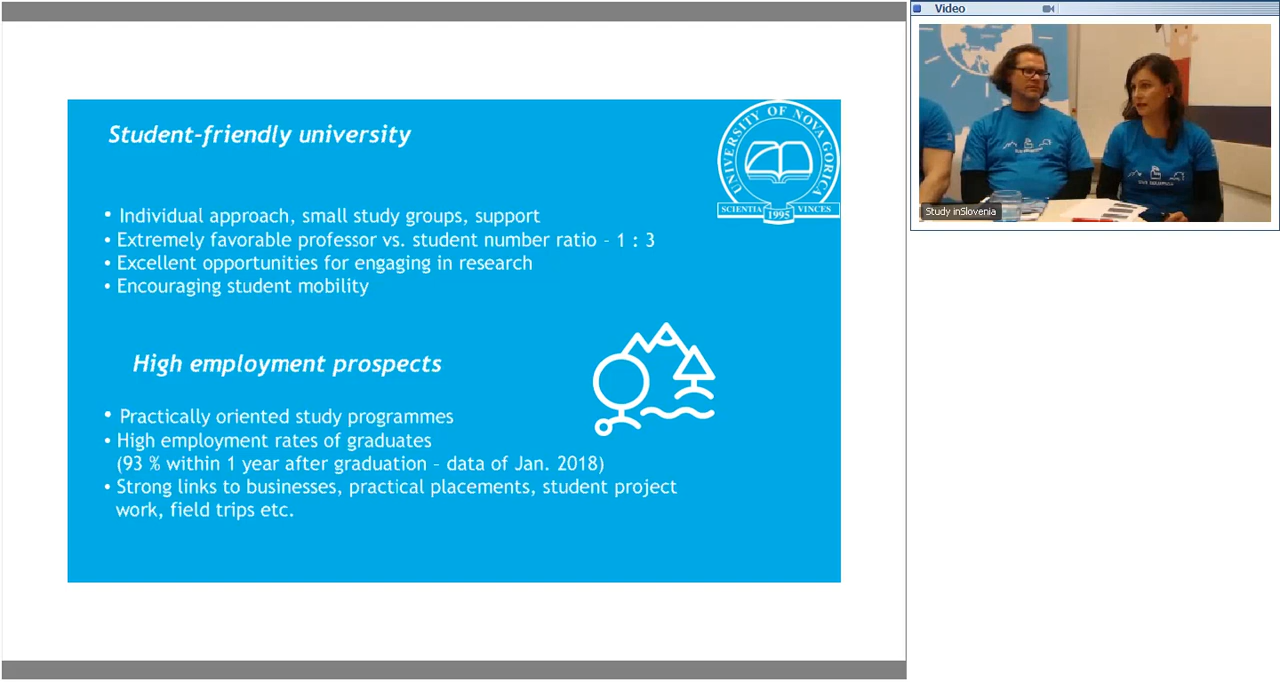 Student-friendly university
UNIVERSITY OF NOVA GORICA
SCIENTIA 1995 VINCES
• Individual approach, small study groups, support
• Extremely favorable professor vs. student number ratio – 1 : 3
• Excellent opportunities for engaging in research
• Encouraging student mobility
High employment prospects
• Practically oriented study programmes
• High employment rates of graduates
(93 % within 1 year after graduation – data of Jan. 2018)
• Strong links to businesses, practical placements, student project
work, field trips etc.
Video
Study inSlovenia